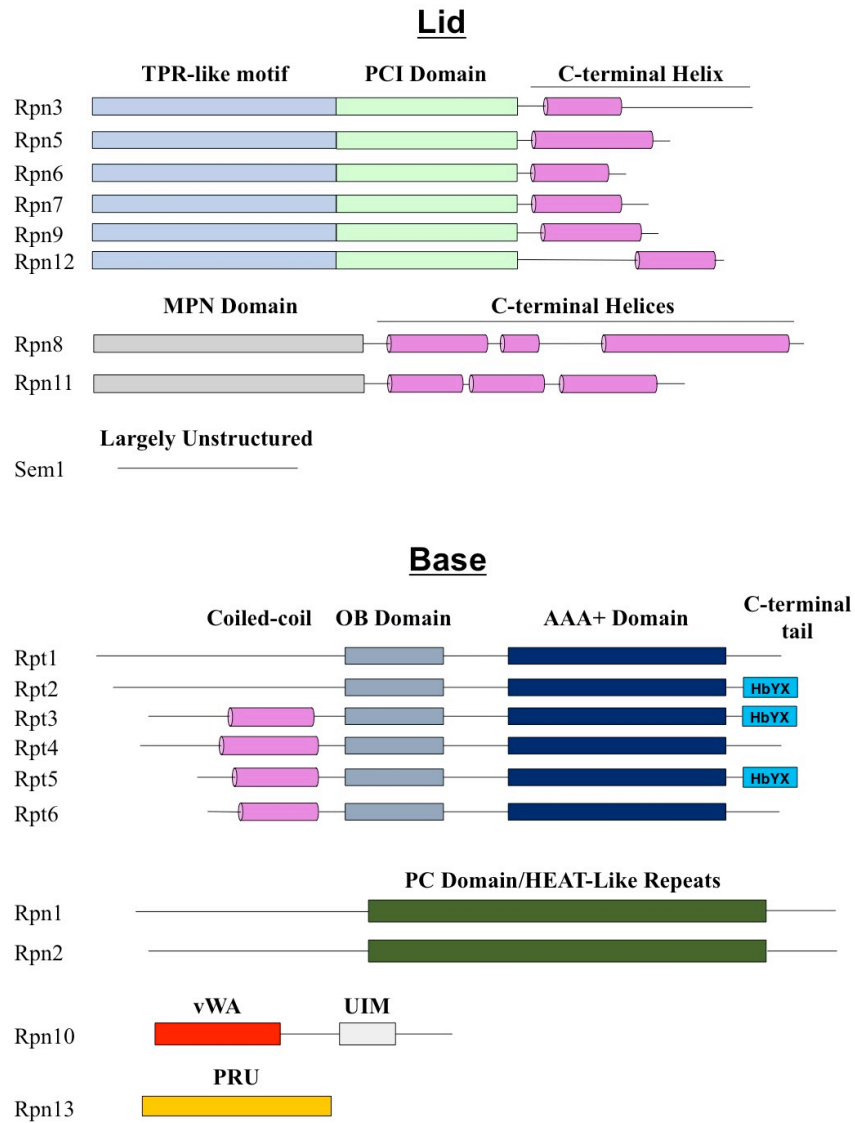 Lid
TPR-like motif PCI Domain C-terminal Helix
Rpn3
Rpn5
Rpn6
Rpn7
Rpn9
Rpn12
MPN Domain C-terminal Helices
Rpn8
Rpn11
Largely Unstructured
Sem1
Base
Coiled-coil OB Domain AAA+ Domain C-terminal
tail
Rpt1
Rpt2 HbYX
Rpt3 HbYX
Rpt4
Rpt5 HbYX
Rpt6
PC Domain/HEAT-Like Repeats
Rpn1
Rpn2
vWA UIM
Rpn10
PRU
Rpn13